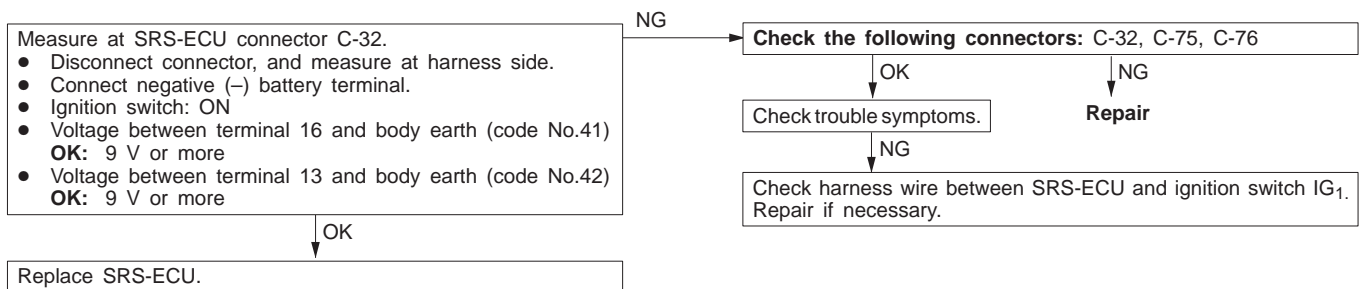 Measure at SRS-ECU connector C-32.
● Disconnect connector, and measure at harness side.
● Connect negative (–) battery terminal.
● Ignition switch: ON
● Voltage between terminal 16 and body earth (code No.41)
OK: 9 V or more
● Voltage between terminal 13 and body earth (code No.42)
OK: 9 V or more
OK
Replace SRS-ECU.
NG
Check the following connectors: C-32, C-75, C-76
OK
NG
Check trouble symptoms.
Repair
NG
Check harness wire between SRS-ECU and ignition switch IG1.
Repair if necessary.